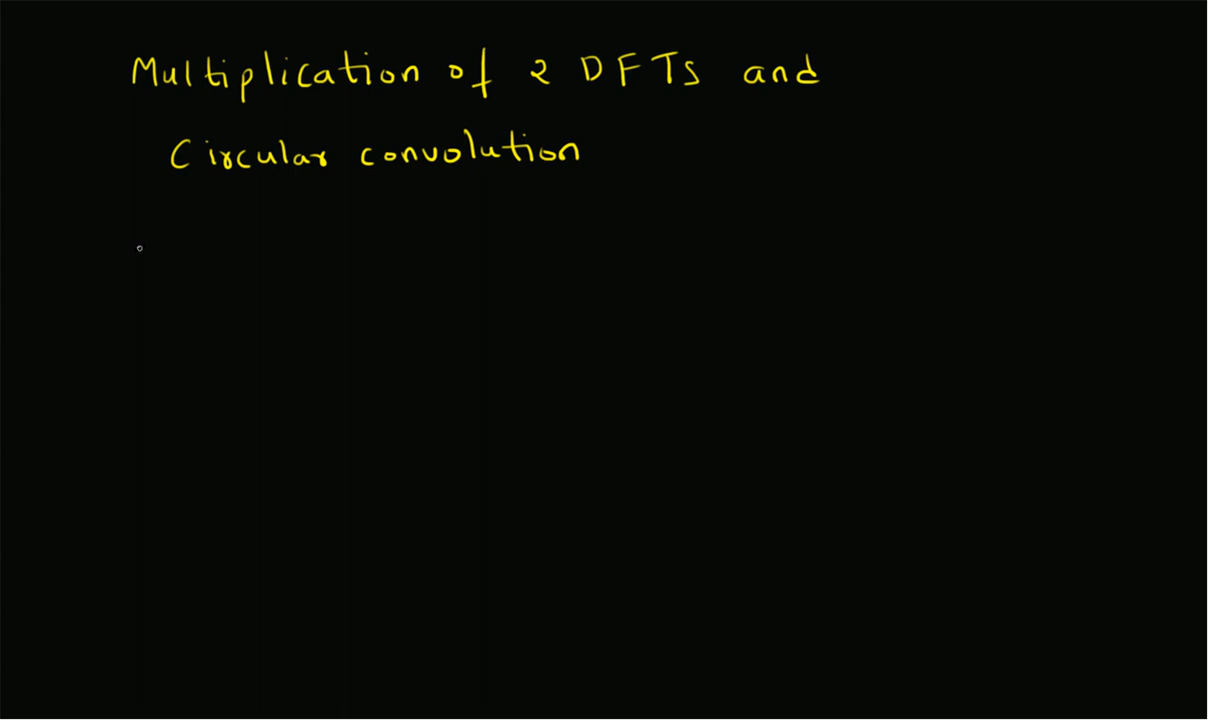 Multiplication of 2 DFTs and
Circular convolution